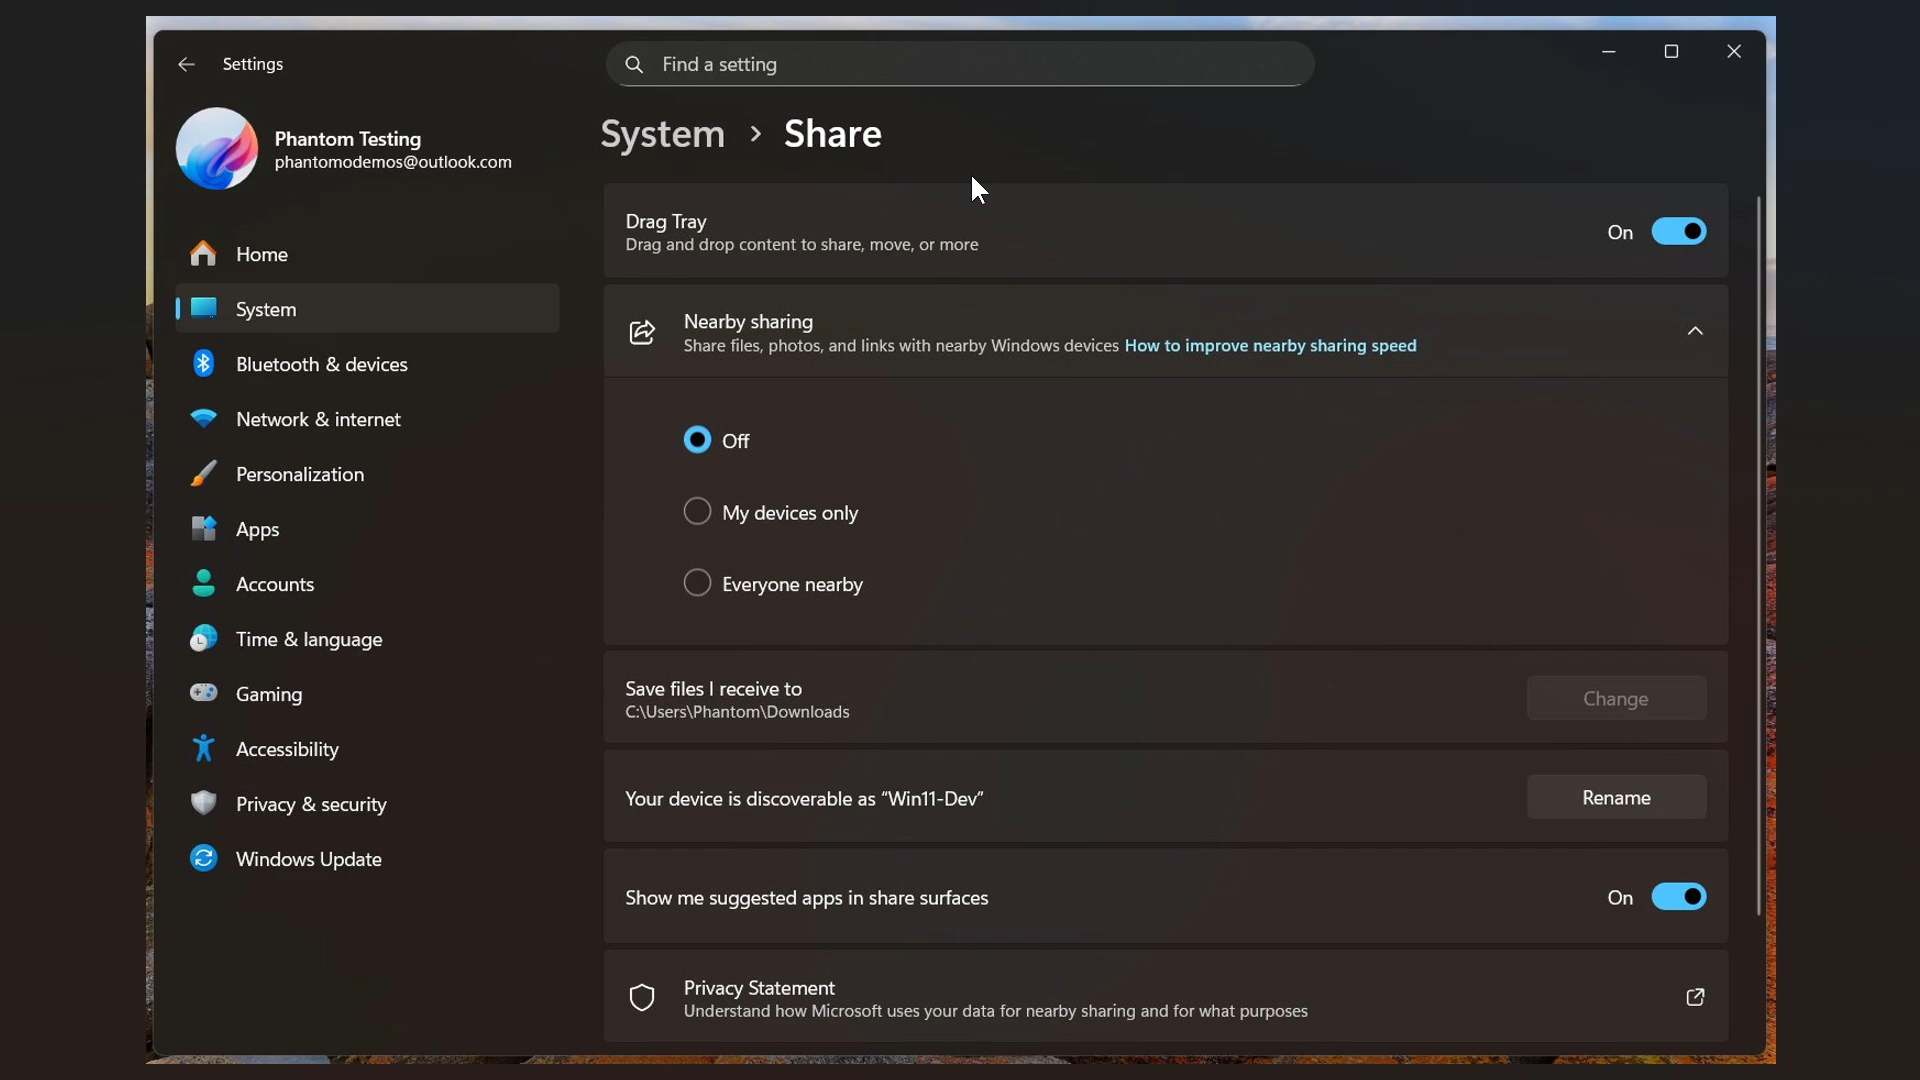 Settings
Find a setting
Phantom Testing
phantomodemos@outlook.com
Home
System
Bluetooth & devices
Network & internet
Personalization
Apps
Accounts
Time & language
Gaming
Accessibility
Privacy & security
Windows Update
System > Share
Drag Tray
Drag and drop content to share, move, or more
On
Nearby sharing
Share files, photos, and links with nearby Windows devices How to improve nearby sharing speed
Off
My devices only
Everyone nearby
Save files I receive to
C:\Users\Phantom\Downloads
Change
Your device is discoverable as “Win11-Dev”
Rename
Show me suggested apps in share surfaces
On
Privacy Statement
Understand how Microsoft uses your data for nearby sharing and for what purposes